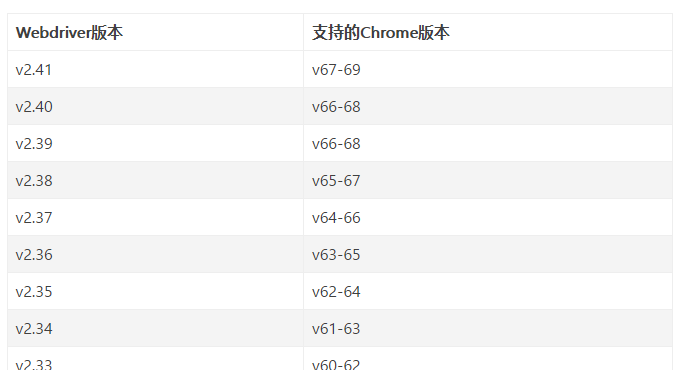 Webdriver版本 支持的Chrome版本
v2.41 v67-69
v2.40 v66-68
v2.39 v66-68
v2.38 v65-67
v2.37 v64-66
v2.36 v63-65
v2.35 v62-64
v2.34 v61-63
v2.33 v60-62